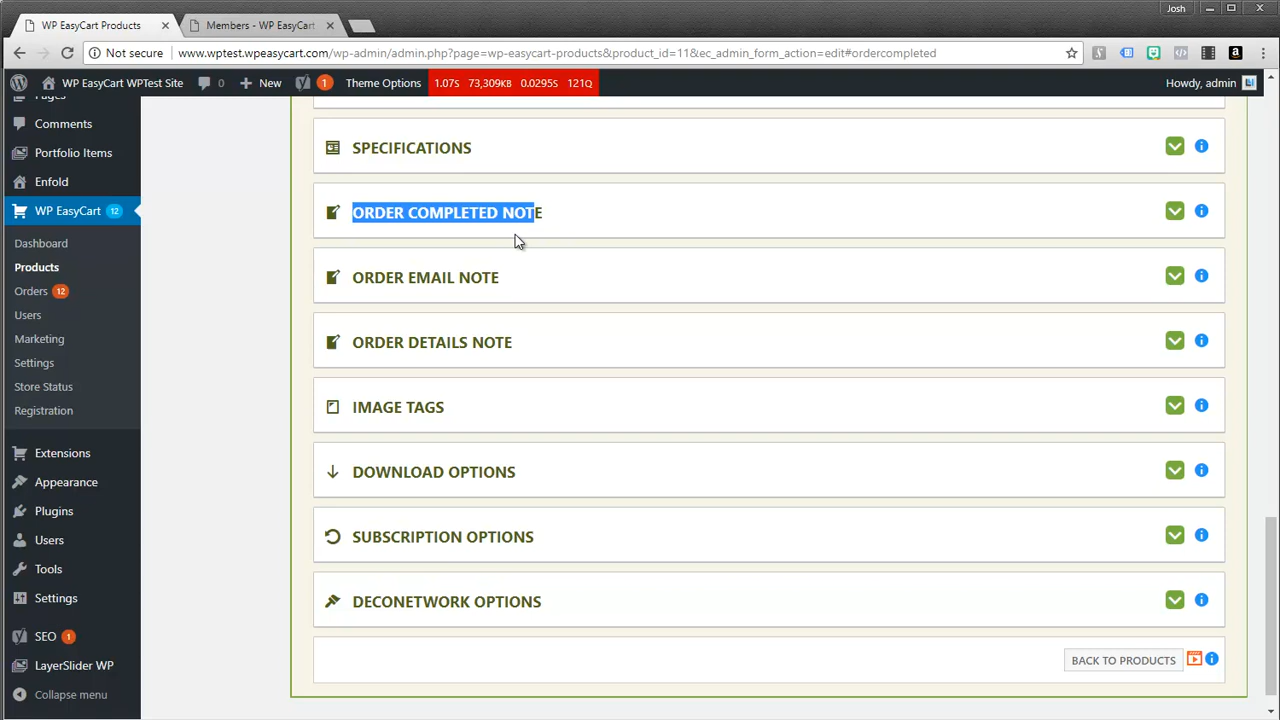 Josh
WP EasyCart Products
Members - WP EasyCart
Not secure
www.wptest.wpeasycart.com/wp-admin/admin.php?page=wp-easycart-products&product_id=11&ec_admin_form_action=edit#ordercompleted
WP EasyCart WPTest Site
0
New
1
Theme Options
1.07s 73,309kB 0.0295s 121Q
Howdy, admin
Pages
Comments
Portfolio Items
Enfold
WP EasyCart 12
Dashboard
Products
Orders 12
Users
Marketing
Settings
Store Status
Registration
Extensions
Appearance
Plugins
Users
Tools
Settings
SEO 1
LayerSlider WP
Collapse menu
SPECIFICATIONS
ORDER COMPLETED NOTE
ORDER EMAIL NOTE
ORDER DETAILS NOTE
IMAGE TAGS
DOWNLOAD OPTIONS
SUBSCRIPTION OPTIONS
DECONETWORK OPTIONS
BACK TO PRODUCTS